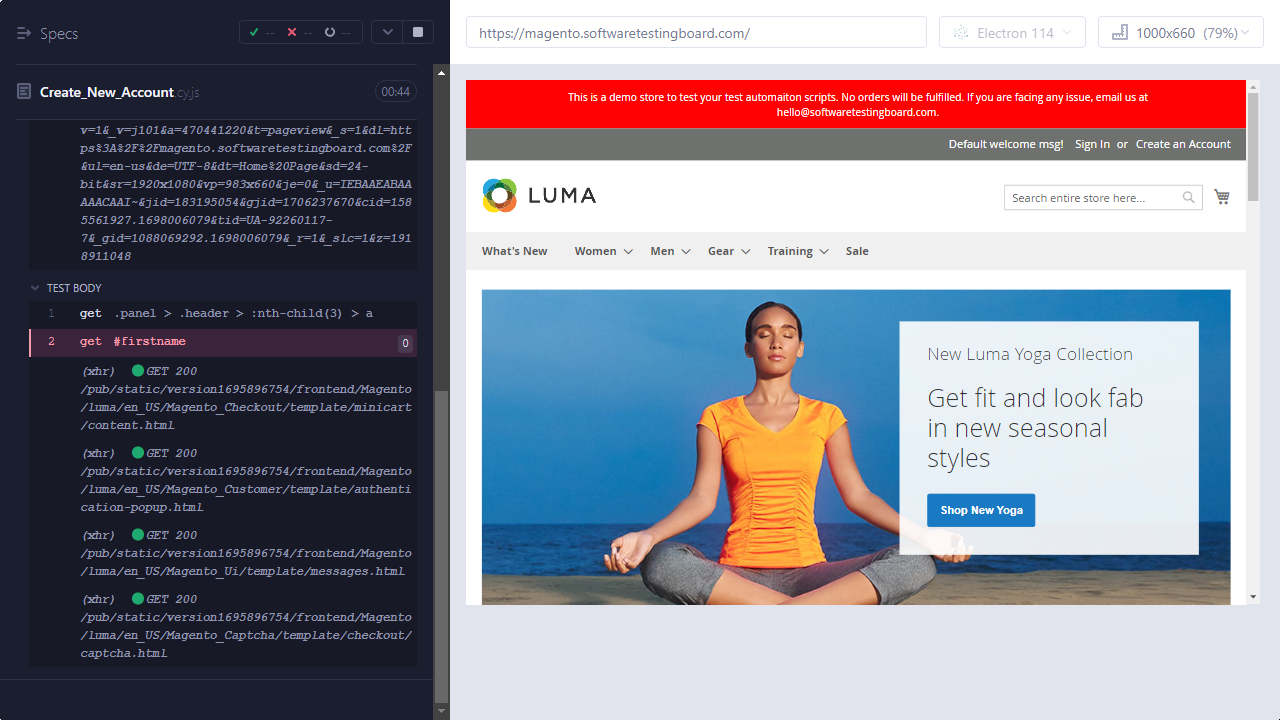 Specs
--
--
--
Create_New_Account.cy.js
00:44
v=1&_v=j101&a=470441220&t=pageview&_s=1&dl=htt
ps%3A%2F%2Fmagento.softwaretestingboard.com%2F
&ul=en-us&de=UTF-8&dt=Home%20Page&sd=24-
bit&sr=1920x1080&vp=983x660&je=0&_u=IEBAAEABAA
AAAACAAI~&jid=183195054&gjid=1706237670&cid=158
5561927.1698006079&tid=UA-92260117-
7&_gid=1088069292.1698006079&_r=1&_slc=1&z=191
8911048
TEST BODY
1 get .panel > .header > :nth-child(3) > a
2 get #firstname 0
(xhr) GET 200
/pub/static/version1695896754/frontend/Magento
/luma/en_US/Magento_Checkout/template/minicart
/content.html
(xhr) GET 200
/pub/static/version1695896754/frontend/Magento
/luma/en_US/Magento_Customer/template/authenti
cation-popup.html
(xhr) GET 200
/pub/static/version1695896754/frontend/Magento
/luma/en_US/Magento_Ui/template/messages.html
(xhr) GET 200
/pub/static/version1695896754/frontend/Magento
/luma/en_US/Magento_Captcha/template/checkout/
captcha.html
https://magento.softwaretestingboard.com/
Electron 114
1000x660 (79%)
This is a demo store to test your test automaiton scripts. No orders will be fulfilled. If you are facing any issue, email us at
hello@softwaretestingboard.com.
Default welcome msg! Sign In or Create an Account
LUMA
Search entire store here...
What's New Women Men Gear Training Sale
New Luma Yoga Collection
Get fit and look fab
in new seasonal
styles
Shop New Yoga